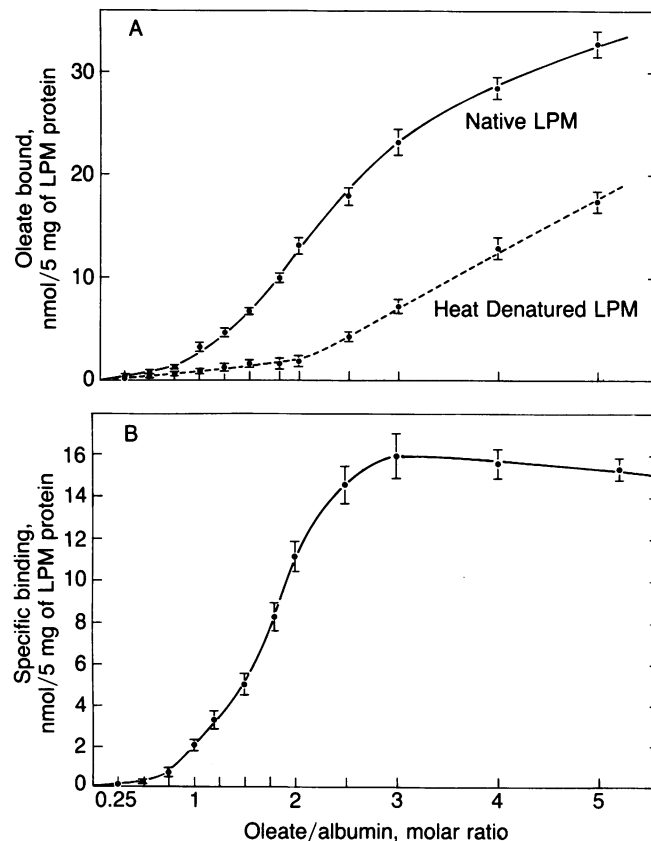 A
Oleate bound,
nmol/5 mg of LPM protein
30
20
10
0
Native LPM
Heat Denatured LPM
B
Specific binding,
nmol/5 mg of LPM protein
16
14
12
10
8
6
4
2
0
0.25 1 2 3 4 5
Oleate/albumin, molar ratio